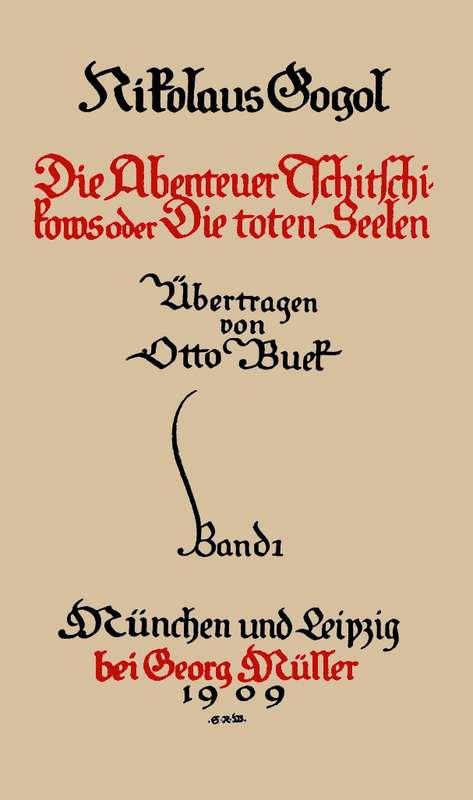 Nikolaus Gogol
Die Abenteuer Tschitschi-
kows oder Die toten Seelen
Übertragen
von
Otto Buek
Band 1
München und Leipzig
bei Georg Müller
1909